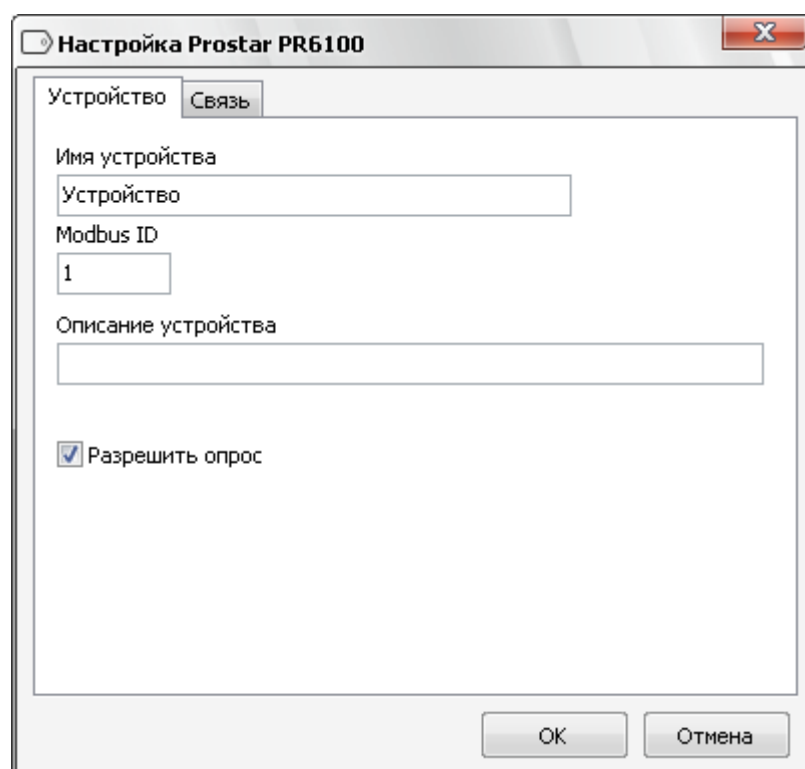 Настройка Prostar PR6100
Устройство Связь
Имя устройства
Устройство
Modbus ID
1
Описание устройства
Разрешить опрос
OK Отмена